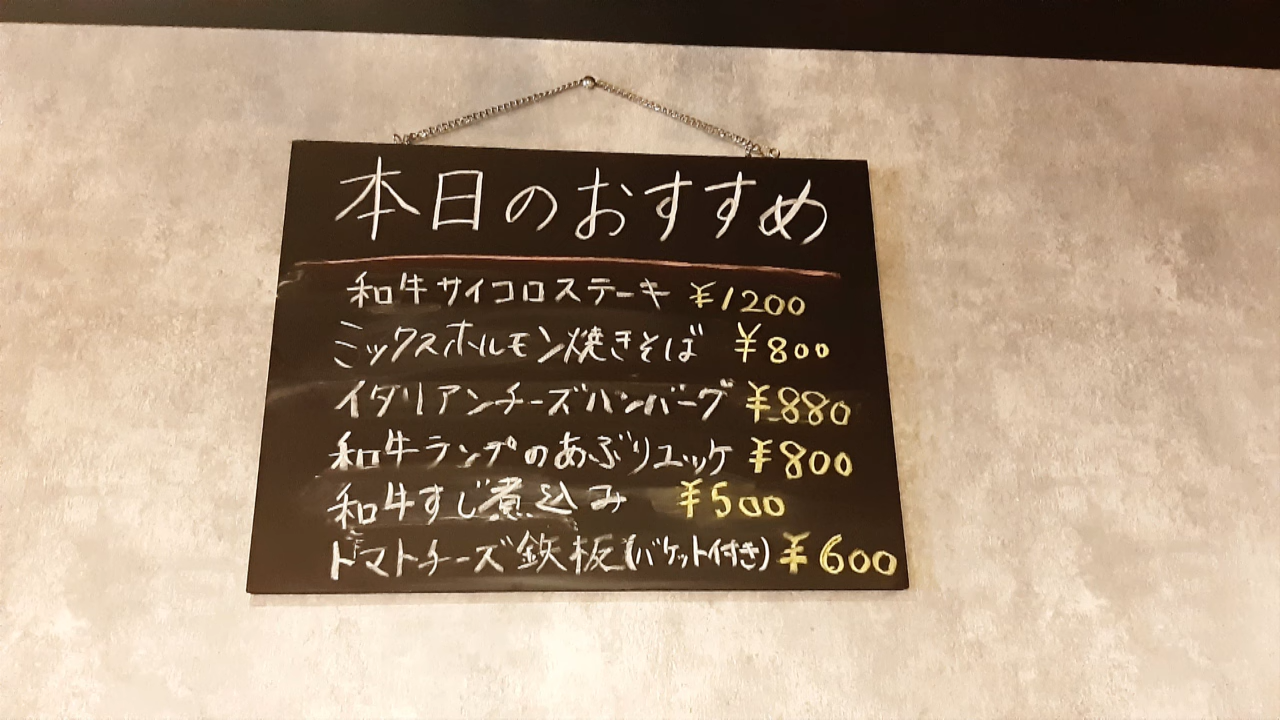 本日のおすすめ
和牛サイコロステーキ ¥1200
ミックスホルモン焼きそば ¥800
イタリアンチーズハンバーグ ¥880
和牛ランプのあぶりユッケ ¥800
和牛すじ煮込み ¥500
トマトチーズ鉄板(バケット付き) ¥600